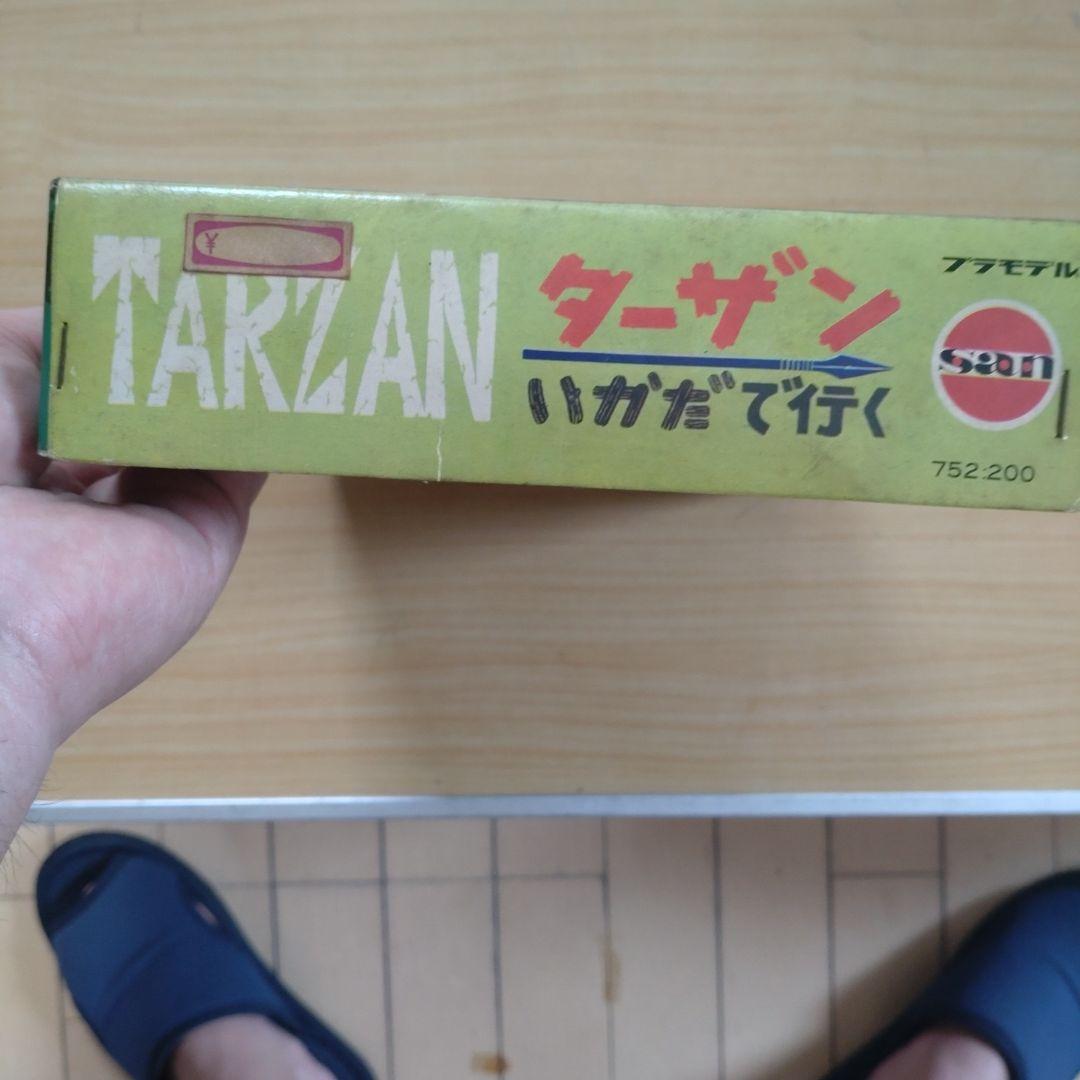 TARZAN
¥
ターザン
いかだで行く
プラモデル
san
752:200